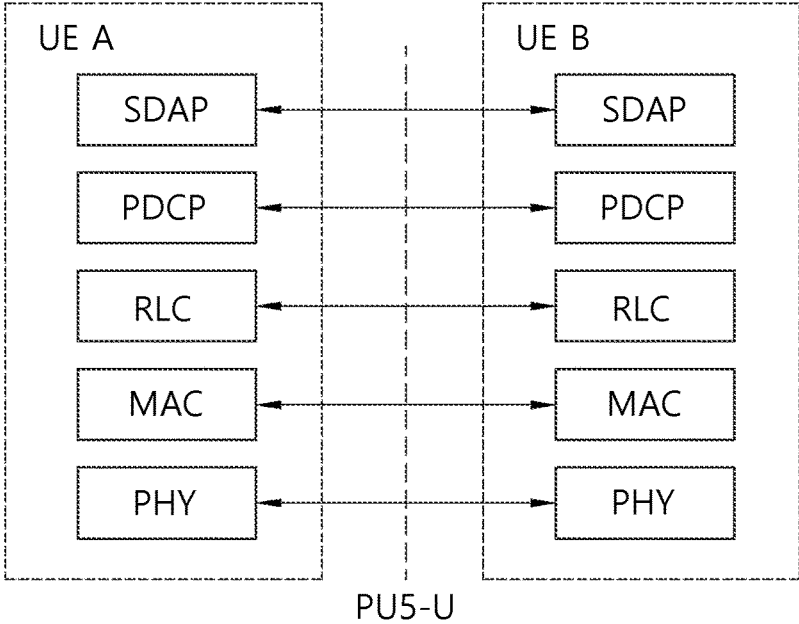 UE A
UE B
SDAP
SDAP
PDCP
PDCP
RLC
RLC
MAC
MAC
PHY
PHY
PU5-U